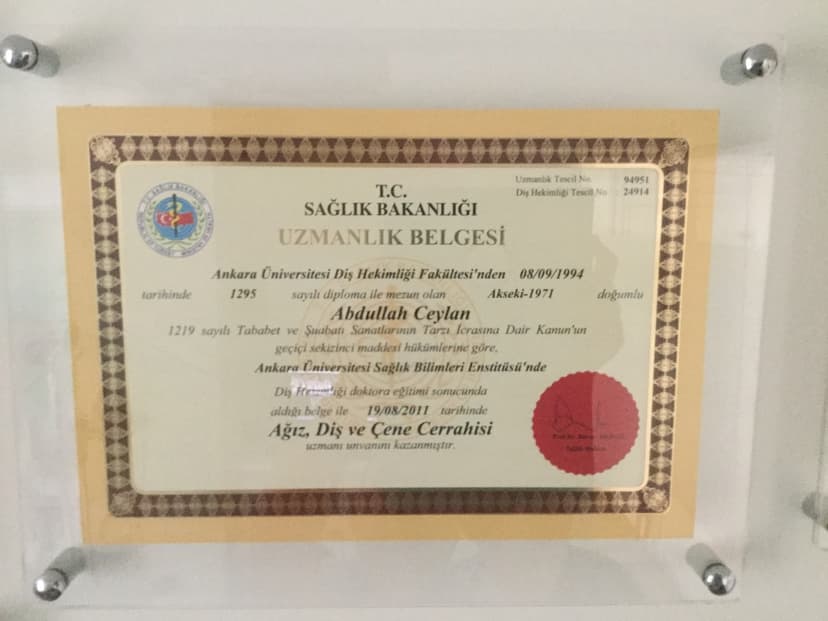 Uzmanlık Tescil No 94951
Diş Hekimliği Tescil No 24914
T.C.
SAĞLIK BAKANLIĞI
UZMANLIK BELGESİ
Ankara Üniversitesi Diş Hekimliği Fakültesi'nden 08/09/1994
tarihinde 1295 sayılı diploma ile mezun olan Akseki-1971 doğumlu
Abdullah Ceylan
1219 sayılı Tababet ve Şuabatı Sanatlarının Tarzı İcrasına Dair Kanun'un
geçici sekizinci maddesi hükümlerine göre,
Ankara Üniversitesi Sağlık Bilimleri Enstitüsü'nde
Diş Hekimliği doktora eğitimi sonucunda
aldığı belge ile 19/08/2011 tarihinde
Ağız, Diş ve Çene Cerrahisi
uzmanı unvanını kazanmıştır.